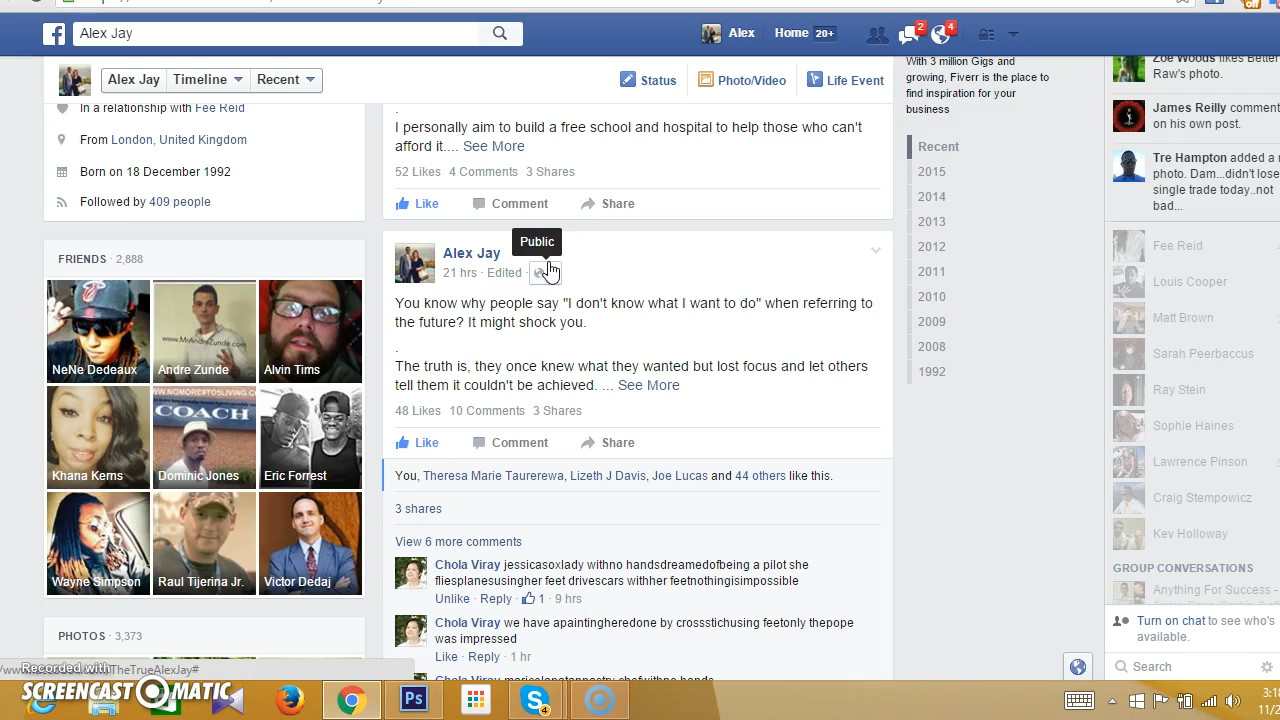 Alex Jay
Alex
Home 20+
2
4
Alex Jay
Timeline
Recent
Status
Photo/Video
Life Event
In a relationship with Fee Reid
From London, United Kingdom
Born on 18 December 1992
Followed by 409 people
FRIENDS · 2,888
NeNe Dedeaux
Andre Zunde
Alvin Tims
www.MrAndreZunde.com
Khana Kerns
Dominic Jones
Eric Forrest
COACH
Wayne Simpson
Raul Tijerina Jr.
Victor Dedaj
PHOTOS · 3,373
.
I personally aim to build a free school and hospital to help those who can't
afford it.... See More
52 Likes 4 Comments 3 Shares
Like Comment Share
Public
Alex Jay
21 hrs · Edited ·
You know why people say "I don't know what I want to do" when referring to
the future? It might shock you.
.
The truth is, they once knew what they wanted but lost focus and let others
tell them it couldn't be achieved. ... See More
48 Likes 10 Comments 3 Shares
Like Comment Share
You, Theresa Marie Taurerewa, Lizeth J Davis, Joe Lucas and 44 others like this.
3 shares
View 6 more comments
Chola Viray jessicasoxlady withno handsdreamedofbeing a pilot she
fliesplanesusingher feet drivescars withher feetnothingisimpossible
Unlike · Reply · 1 · 9 hrs
Chola Viray we have apaintingheredone by crossstichusing feetonly thepope
was impressed
Like · Reply · 1 hr
With 3 million Gigs and
growing, Fiverr is the place to
find inspiration for your
business
Recent
2015
2014
2013
2012
2011
2010
2009
2008
1992
Zoe Woods likes Better
Raw's photo.
James Reilly comment
on his own post.
Tre Hampton added a
photo. Dam...didn't lose
single trade today..not
bad...
Fee Reid
Louis Cooper
Matt Brown
Sarah Peerbaccus
Ray Stein
Sophie Haines
Lawrence Pinson
Craig Stempowicz
Kev Holloway
GROUP CONVERSATIONS
Anything For Success -
Turn on chat to see who's
available.
Search
Recorded with
TheTrueAlexJay#
SCREENCAST MATIC
Ps
4
3:18
11/2